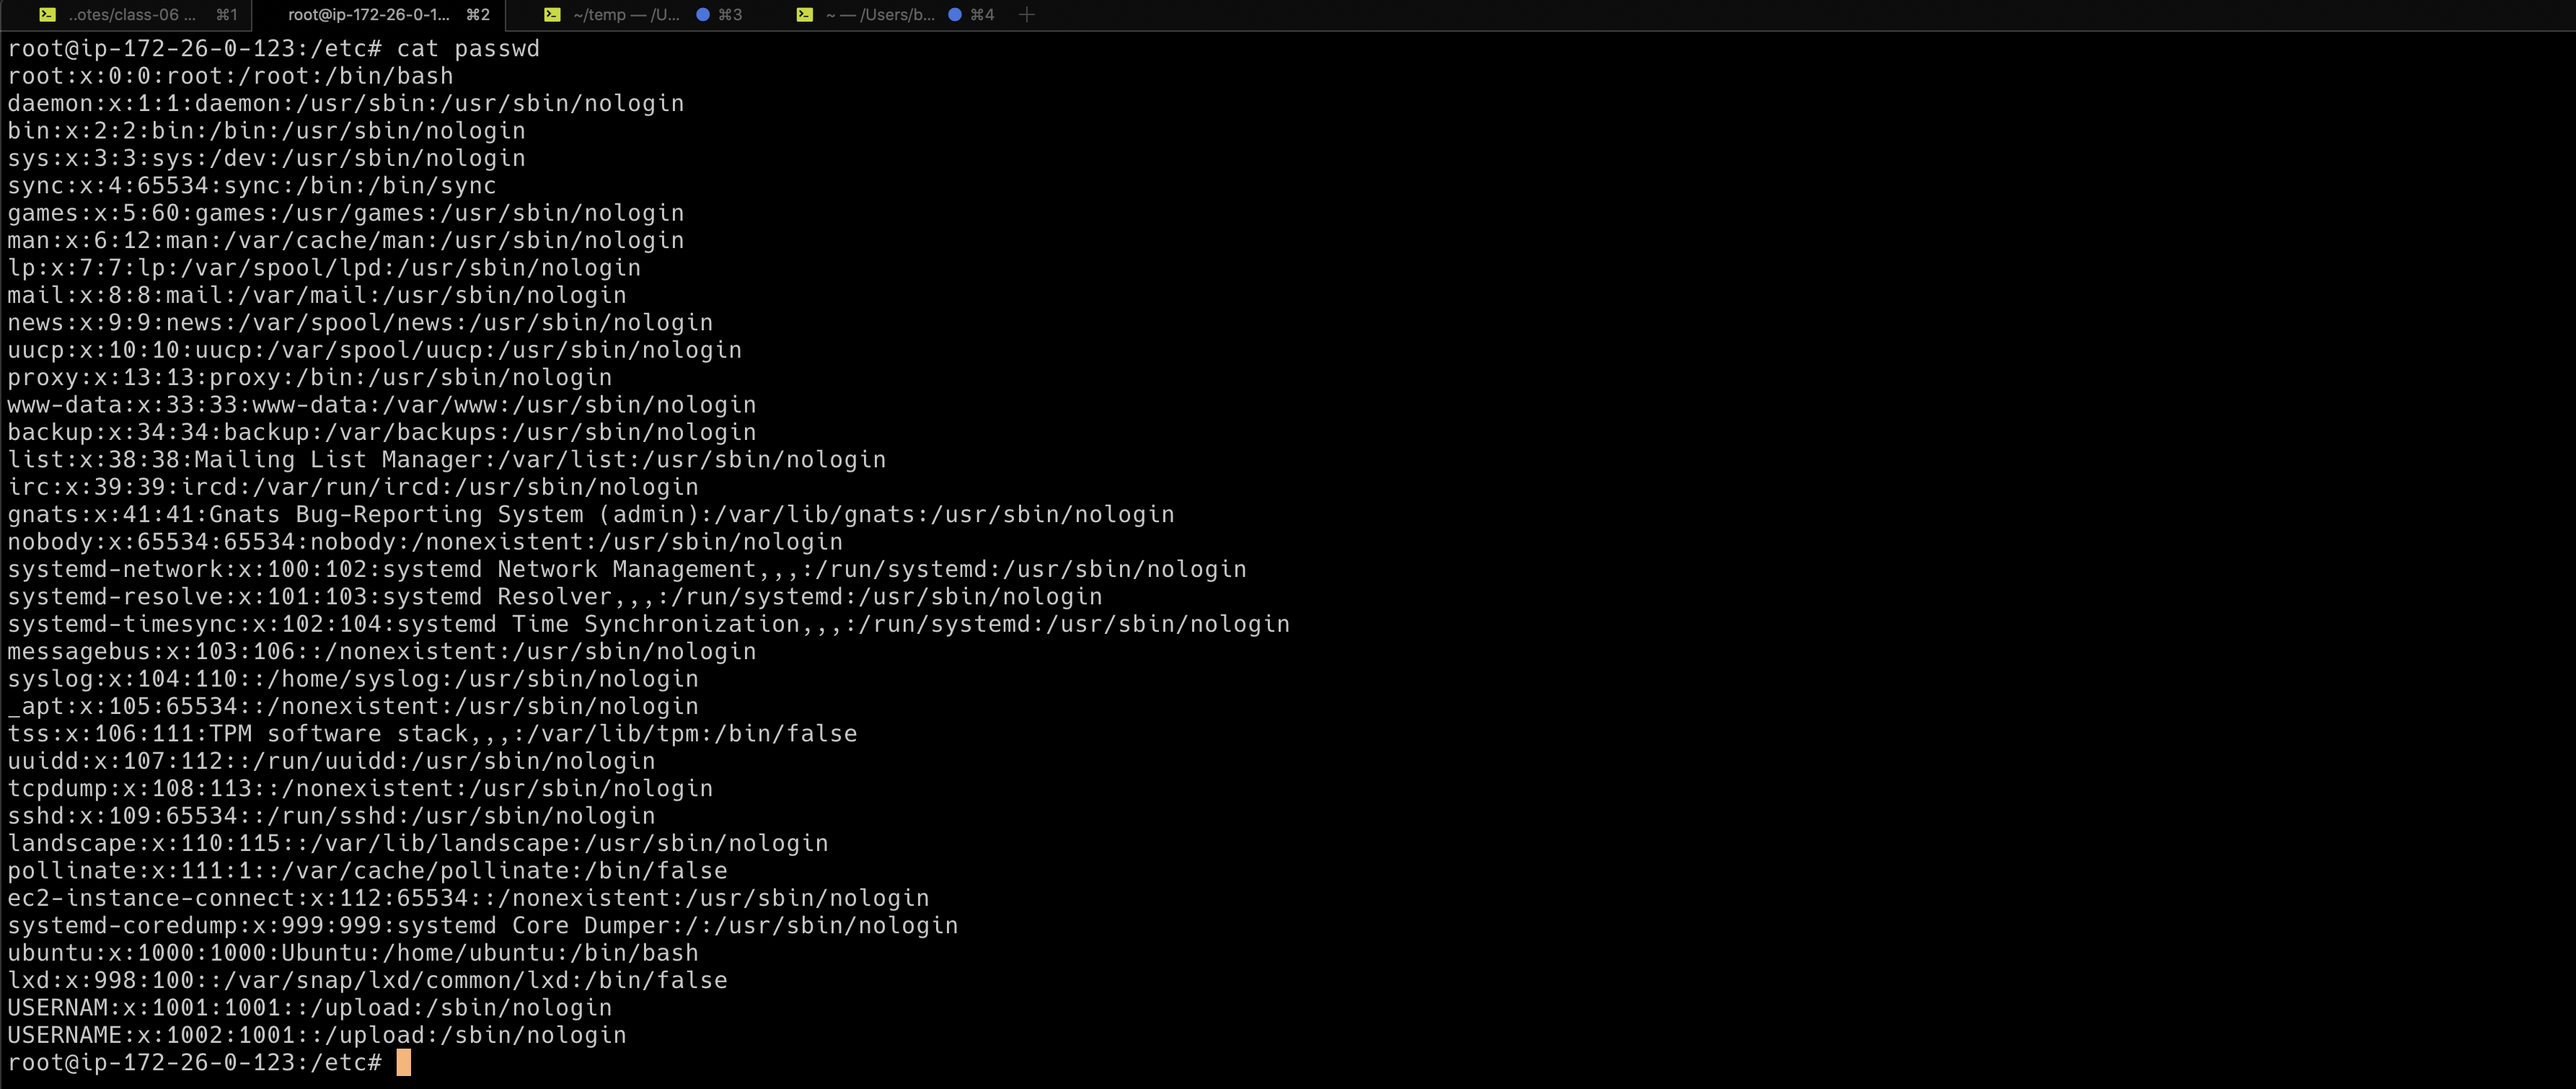 ..otes/class-06 ... ⌘1 root@ip-172-26-0-1... ⌘2 ~/temp — /U... ⌘3 ~ — /Users/b... ⌘4
root@ip-172-26-0-123:/etc# cat passwd
root:x:0:0:root:/root:/bin/bash
daemon:x:1:1:daemon:/usr/sbin:/usr/sbin/nologin
bin:x:2:2:bin:/bin:/usr/sbin/nologin
sys:x:3:3:sys:/dev:/usr/sbin/nologin
sync:x:4:65534:sync:/bin:/bin/sync
games:x:5:60:games:/usr/games:/usr/sbin/nologin
man:x:6:12:man:/var/cache/man:/usr/sbin/nologin
lp:x:7:7:lp:/var/spool/lpd:/usr/sbin/nologin
mail:x:8:8:mail:/var/mail:/usr/sbin/nologin
news:x:9:9:news:/var/spool/news:/usr/sbin/nologin
uucp:x:10:10:uucp:/var/spool/uucp:/usr/sbin/nologin
proxy:x:13:13:proxy:/bin:/usr/sbin/nologin
www-data:x:33:33:www-data:/var/www:/usr/sbin/nologin
backup:x:34:34:backup:/var/backups:/usr/sbin/nologin
list:x:38:38:Mailing List Manager:/var/list:/usr/sbin/nologin
irc:x:39:39:ircd:/var/run/ircd:/usr/sbin/nologin
gnats:x:41:41:Gnats Bug-Reporting System (admin):/var/lib/gnats:/usr/sbin/nologin
nobody:x:65534:65534:nobody:/nonexistent:/usr/sbin/nologin
systemd-network:x:100:102:systemd Network Management,,,:/run/systemd:/usr/sbin/nologin
systemd-resolve:x:101:103:systemd Resolver,,,:/run/systemd:/usr/sbin/nologin
systemd-timesync:x:102:104:systemd Time Synchronization,,,:/run/systemd:/usr/sbin/nologin
messagebus:x:103:106::/nonexistent:/usr/sbin/nologin
syslog:x:104:110::/home/syslog:/usr/sbin/nologin
_apt:x:105:65534::/nonexistent:/usr/sbin/nologin
tss:x:106:111:TPM software stack,,,:/var/lib/tpm:/bin/false
uuidd:x:107:112::/run/uuidd:/usr/sbin/nologin
tcpdump:x:108:113::/nonexistent:/usr/sbin/nologin
sshd:x:109:65534::/run/sshd:/usr/sbin/nologin
landscape:x:110:115::/var/lib/landscape:/usr/sbin/nologin
pollinate:x:111:1::/var/cache/pollinate:/bin/false
ec2-instance-connect:x:112:65534::/nonexistent:/usr/sbin/nologin
systemd-coredump:x:999:999:systemd Core Dumper:/:/usr/sbin/nologin
ubuntu:x:1000:1000:Ubuntu:/home/ubuntu:/bin/bash
lxd:x:998:100::/var/snap/lxd/common/lxd:/bin/false
USERNAM:x:1001:1001::/upload:/sbin/nologin
USERNAME:x:1002:1001::/upload:/sbin/nologin
root@ip-172-26-0-123:/etc#